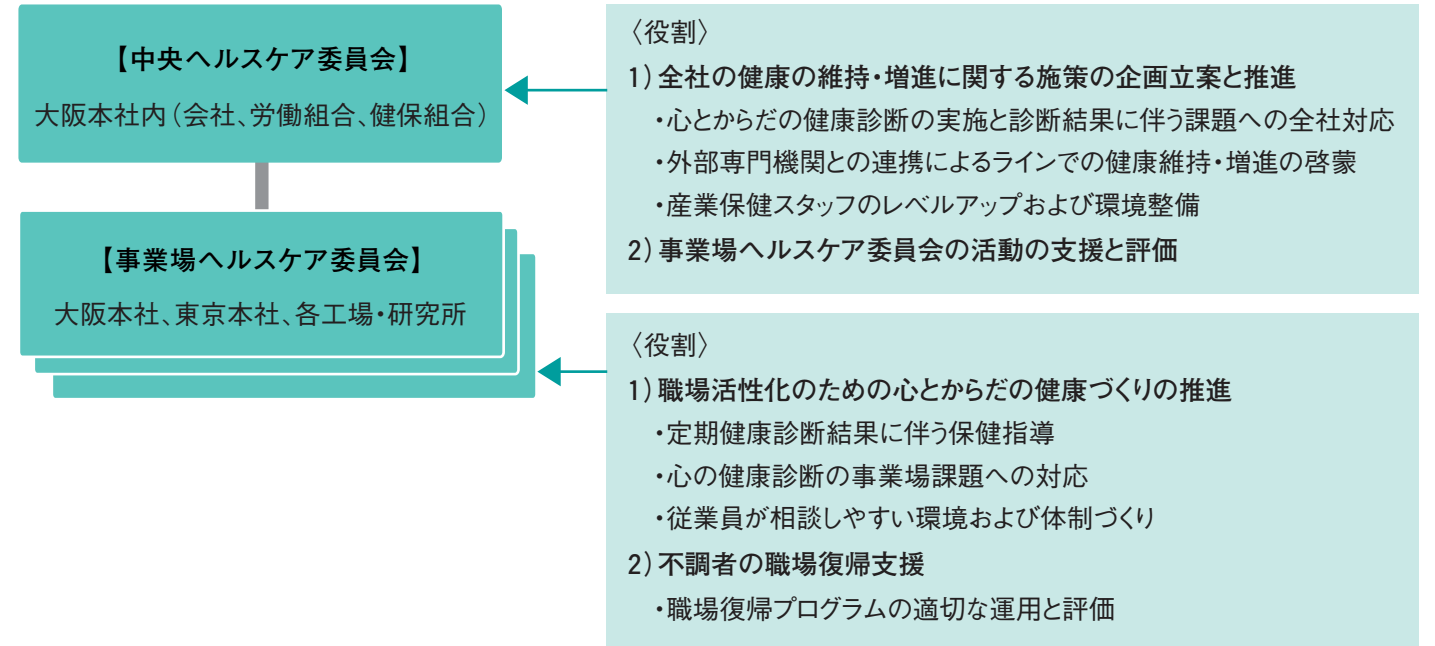 【中央ヘルスケア委員会】
大阪本社内（会社、労働組合、健保組合）
〈役割〉
1）全社の健康の維持・増進に関する施策の企画立案と推進
・心とからだの健康診断の実施と診断結果に伴う課題への全社対応
・外部専門機関との連携によるラインでの健康維持・増進の啓蒙
・産業保健スタッフのレベルアップおよび環境整備
2）事業場ヘルスケア委員会の活動の支援と評価
【事業場ヘルスケア委員会】
大阪本社、東京本社、各工場・研究所
〈役割〉
1）職場活性化のための心とからだの健康づくりの推進
・定期健康診断結果に伴う保健指導
・心の健康診断の事業場課題への対応
・従業員が相談しやすい環境および体制づくり
2）不調者の職場復帰支援
・職場復帰プログラムの適切な運用と評価